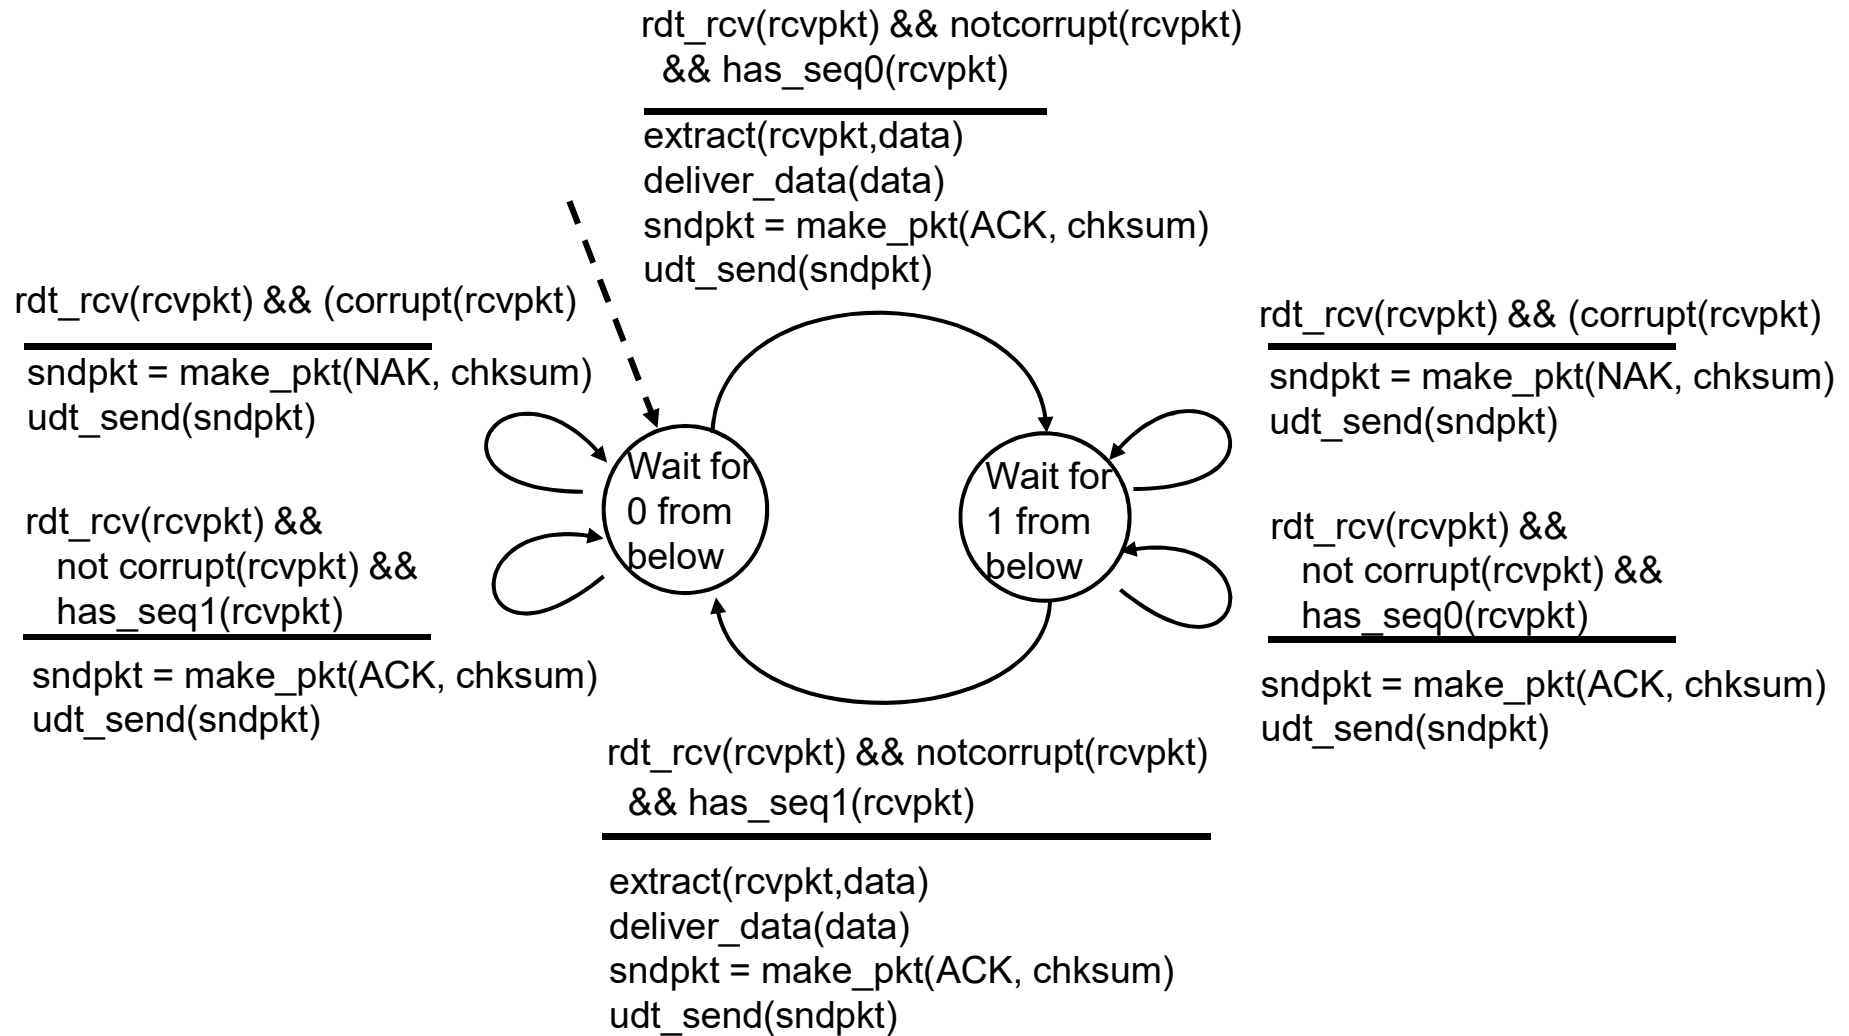 rdt_rcv(rcvpkt) && notcorrupt(rcvpkt)
&& has_seq0(rcvpkt)
extract(rcvpkt,data)
deliver_data(data)
sndpkt = make_pkt(ACK, chksum)
udt_send(sndpkt)
rdt_rcv(rcvpkt) && (corrupt(rcvpkt)
sndpkt = make_pkt(NAK, chksum)
udt_send(sndpkt)
rdt_rcv(rcvpkt) &&
not corrupt(rcvpkt) &&
has_seq1(rcvpkt)
sndpkt = make_pkt(ACK, chksum)
udt_send(sndpkt)
Wait for
0 from
below
Wait for
1 from
below
rdt_rcv(rcvpkt) && (corrupt(rcvpkt)
sndpkt = make_pkt(NAK, chksum)
udt_send(sndpkt)
rdt_rcv(rcvpkt) &&
not corrupt(rcvpkt) &&
has_seq0(rcvpkt)
sndpkt = make_pkt(ACK, chksum)
udt_send(sndpkt)
rdt_rcv(rcvpkt) && notcorrupt(rcvpkt)
&& has_seq1(rcvpkt)
extract(rcvpkt,data)
deliver_data(data)
sndpkt = make_pkt(ACK, chksum)
udt_send(sndpkt)